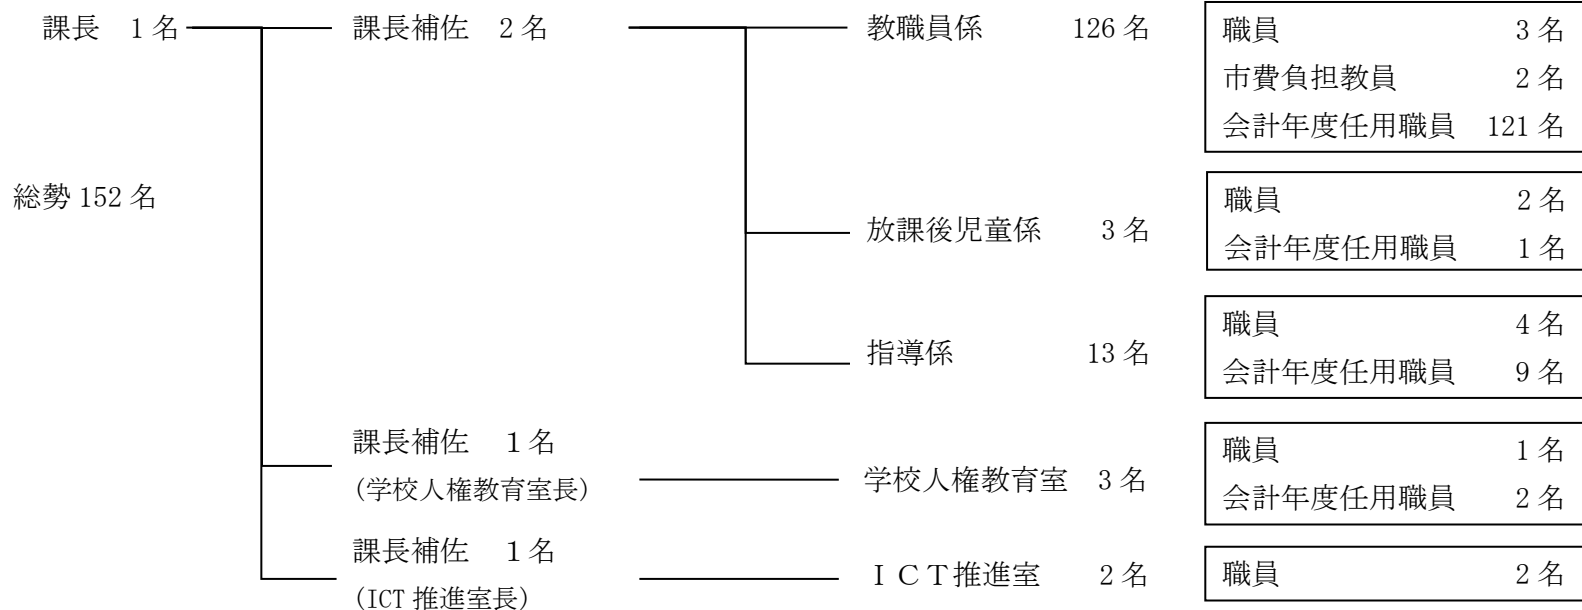 課長 1名 課長補佐 2名 教職員係 126名 職員 3名
市費負担教員 2名
会計年度任用職員 121名
総勢152名 職員 2名
放課後児童係 3名
会計年度任用職員 1名
職員 4名
指導係 13名
会計年度任用職員 9名
課長補佐 1名
(学校人権教育室長)
学校人権教育室 3名
職員 1名
会計年度任用職員 2名
課長補佐 1名
(ICT推進室長)
ICT推進室 2名 職員 2名